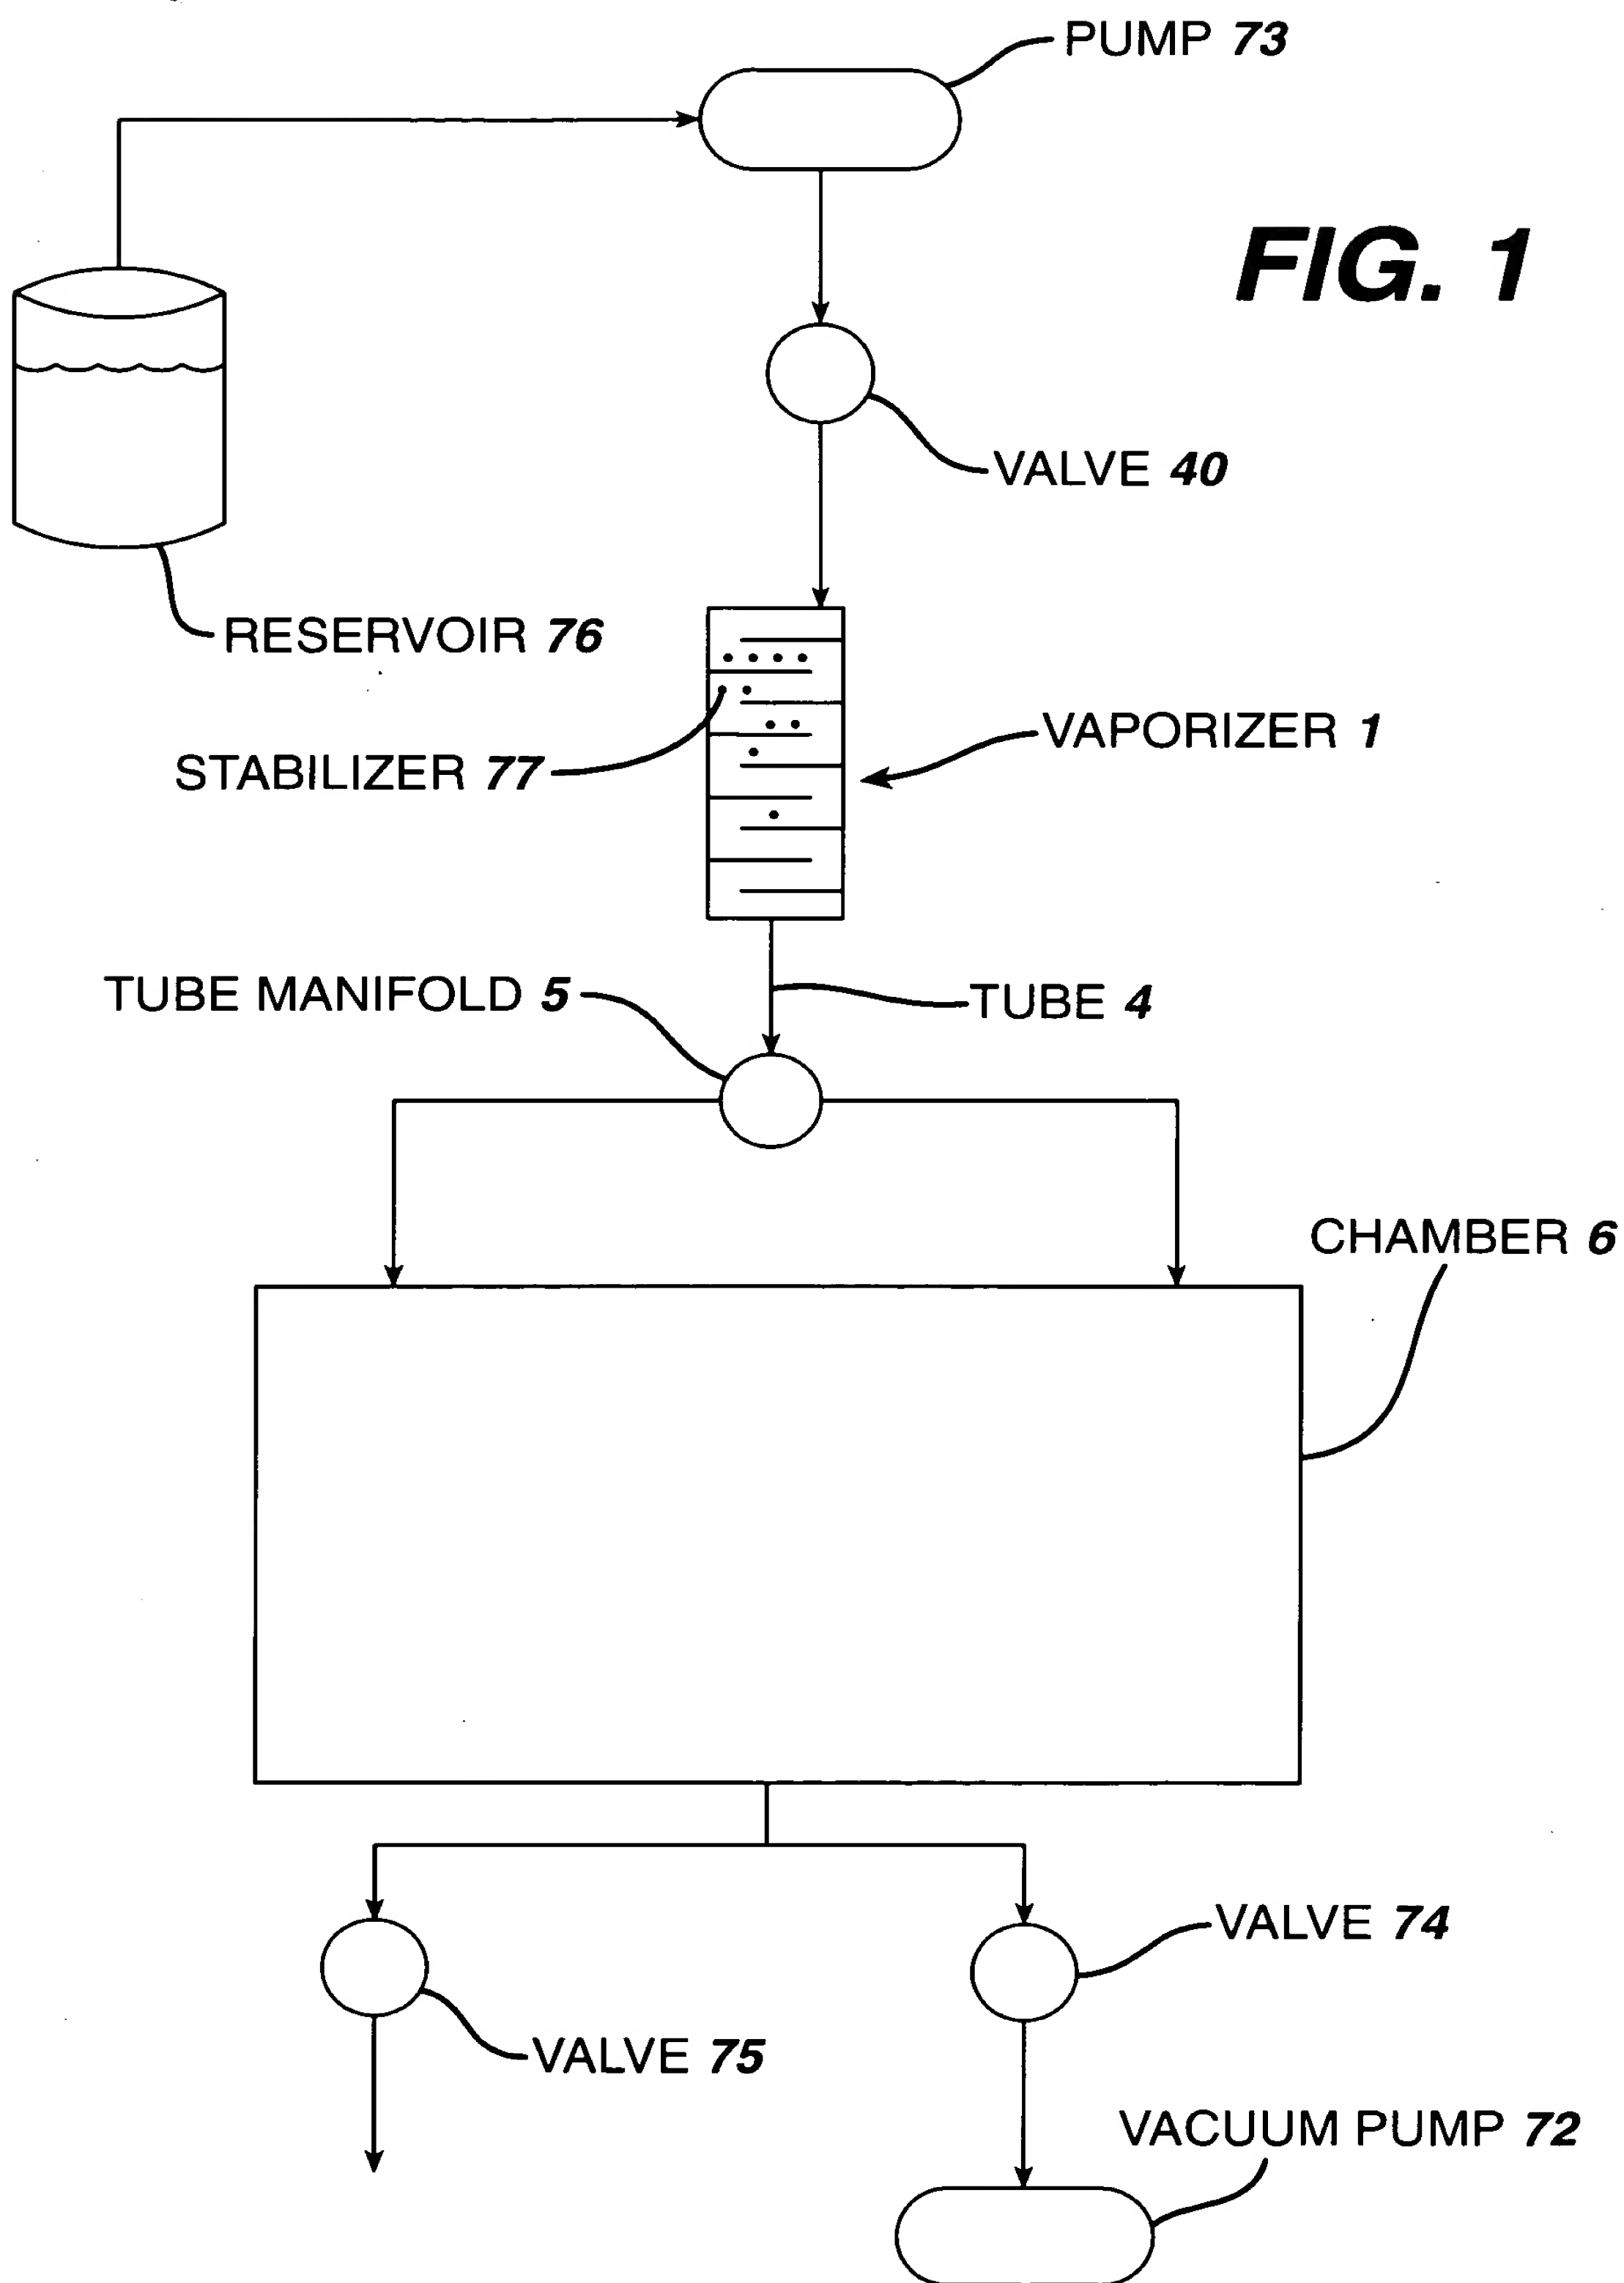 PUMP 73
FIG. 1
VALVE 40
RESERVOIR 76
VAPORIZER 1
STABILIZER 77
TUBE MANIFOLD 5
TUBE 4
CHAMBER 6
VALVE 74
VALVE 75
VACUUM PUMP 72